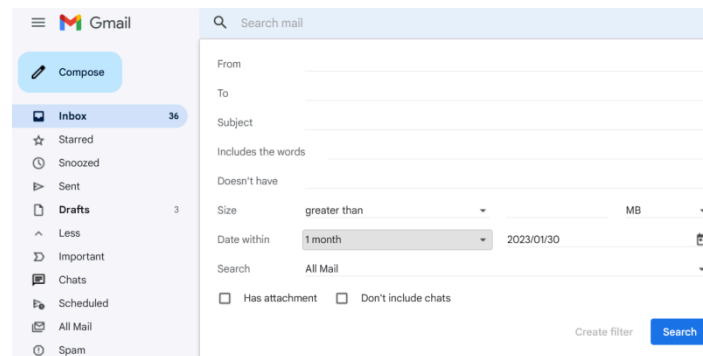 Gmail
Search mail
Compose
Inbox 36
Starred
Snoozed
Sent
Drafts 3
Less
Important
Chats
Scheduled
All Mail
Spam
From
To
Subject
Includes the words
Doesn't have
Size greater than MB
Date within 1 month 2023/01/30
Search All Mail
Has attachment Don't include chats
Create filter Search